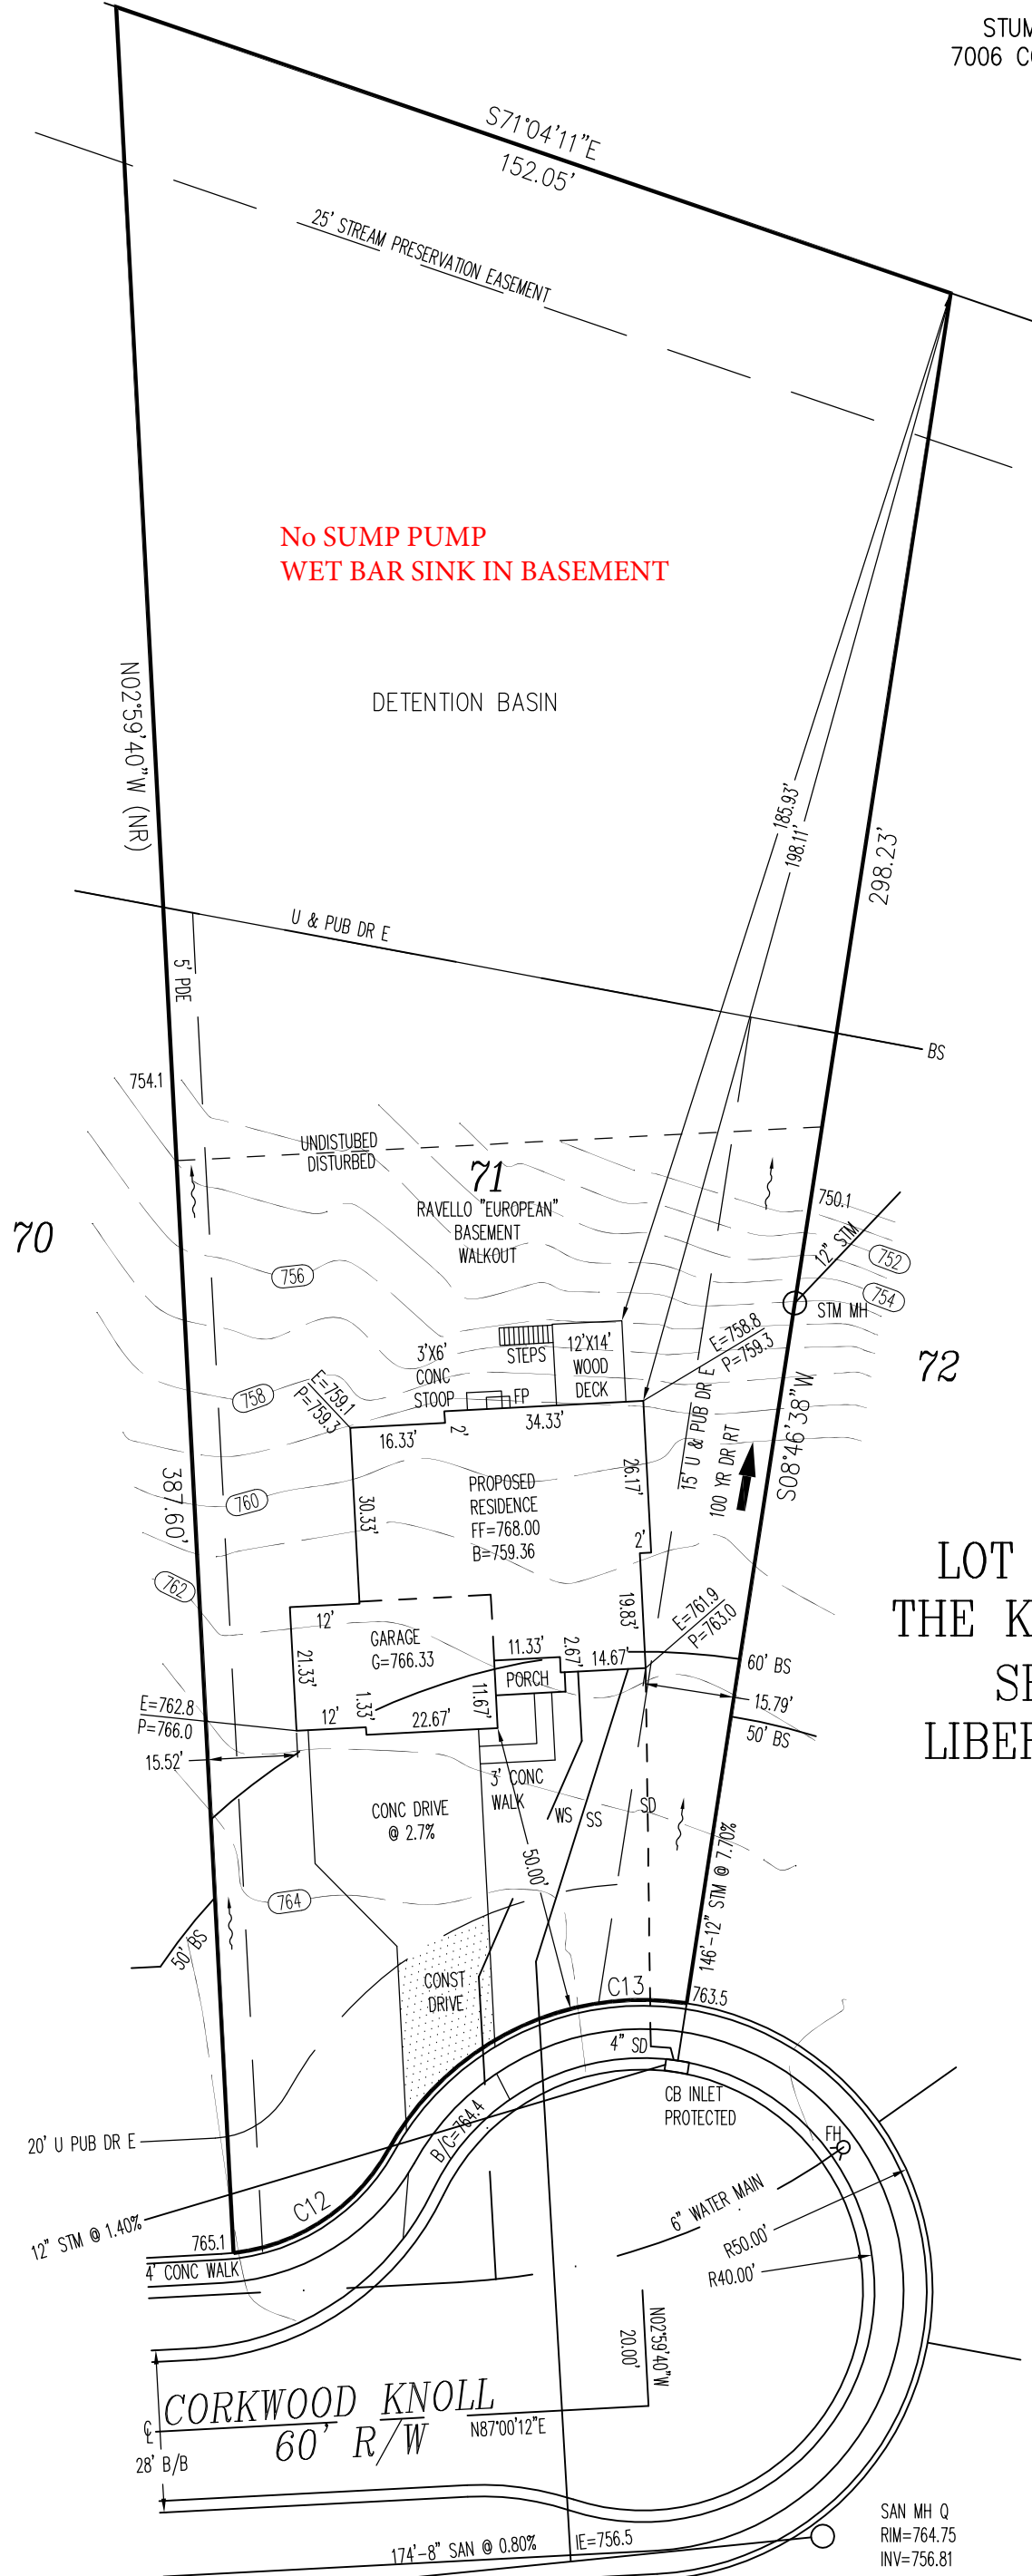 STUM
7006 CO
S71°04'11"E
152.05'
25' STREAM PRESERVATION EASEMENT
No SUMP PUMP
WET BAR SINK IN BASEMENT
N02°59'40"W (NR)
DETENTION BASIN
185.93'
198.11'
298.23'
U & PUB DR E
5' PDE
BS
754.1
UNDISTUBED
DISTURBED
71
RAVELLO "EUROPEAN"
BASEMENT
WALKOUT
70
750.1
12" STM
752
756
754
STM MH
STEPS
12'X14'
WOOD
DECK
3'X6'
CONC
STOOP
FP
E=758.8
P=759.3
72
758
E=759.1
P=759.3
16.33'
2'
34.33'
15' U & PUB DR E
100 YR DR RT
S08°46'38"W
387.60'
760
30.33'
PROPOSED
RESIDENCE
FF=768.00
B=759.36
26.17'
2'
762
LOT
THE K
SE
LIBER
12'
GARAGE
G=766.33
21.33'
11.33'
2.67'
14.67'
19.83'
E=761.9
P=763.0
60' BS
PORCH
15.79'
50' BS
E=762.8
P=766.0
12'
1.33'
22.67'
11.67'
15.52'
3' CONC
WALK
CONC DRIVE
@ 2.7%
WS
SS
SD
50.00'
146'-12" STM @ 7.70%
764
50' BS
CONST
DRIVE
C13
763.5
4" SD
CB INLET
PROTECTED
20' U PUB DR E
B/C=764.4
FH
C12
6" WATER MAIN
12" STM @ 1.40%
765.1
4' CONC WALK
R50.00'
R40.00'
N02°59'40"W
20.00'
CORKWOOD KNOLL
60' R/W
N87°00'12"E
28' B/B
174'-8" SAN @ 0.80%
IE=756.5
SAN MH Q
RIM=764.75
INV=756.81